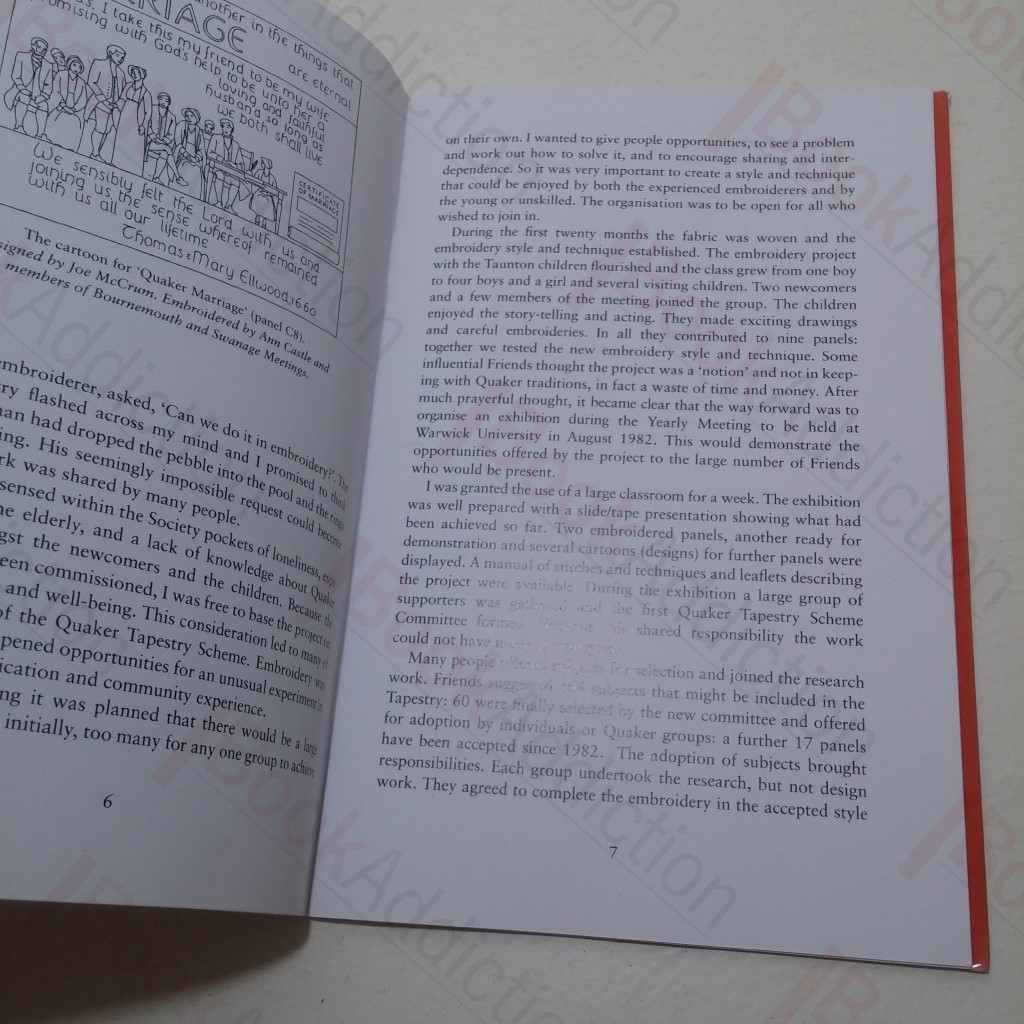 another in the things that
RIAGE are eternal
I take this my friend to be my wife
promising with God's help to be unto her a
loving and faithful
husband so long as
we both shall live
CERTIFICATE
OF MARRIAGE
We sensibly felt the Lord with us and
joining us the sense whereof remained
with us all our lifetime
Thomas & Mary Ellwood, 1660
The cartoon for 'Quaker Marriage' (panel C8).
signed by Joe McCrum. Embroidered by Ann Castle and
members of Bournemouth and Swanage Meetings.
embroiderer, asked, 'Can we do it in embroidery?'. The
flashed across my mind and I promised to think
had dropped the pebble into the pool and the rings
His seemingly impossible request could become
was shared by many people.
sensed within the Society pockets of loneliness,
elderly, and a lack of knowledge about Quaker
the newcomers and the children. Because the
been commissioned, I was free to base the project on
and well-being. This consideration led to many of
of the Quaker Tapestry Scheme. Embroidery was
opened opportunities for an unusual experiment in
and community experience.
it was planned that there would be a large
initially, too many for any one group to achieve
6
on their own. I wanted to give people opportunities, to see a problem
and work out how to solve it, and to encourage sharing and inter-
dependence. So it was very important to create a style and technique
that could be enjoyed by both the experienced embroiderers and by
the young or unskilled. The organisation was to be open for all who
wished to join in.
During the first twenty months the fabric was woven and the
embroidery style and technique established. The embroidery project
with the Taunton children flourished and the class grew from one boy
to four boys and a girl and several visiting children. Two newcomers
and a few members of the meeting joined the group. The children
enjoyed the story-telling and acting. They made exciting drawings
and careful embroideries. In all they contributed to nine panels:
together we tested the new embroidery style and technique. Some
influential Friends thought the project was a 'notion' and not in keep-
ing with Quaker traditions, in fact a waste of time and money. After
much prayerful thought, it became clear that the way forward was to
organise an exhibition during the Yearly Meeting to be held at
Warwick University in August 1982. This would demonstrate the
opportunities offered by the project to the large number of Friends
who would be present.
I was granted the use of a large classroom for a week. The exhibition
was well prepared with a slide/tape presentation showing what had
been achieved so far. Two embroidered panels, another ready for
demonstration and several cartoons (designs) for further panels were
displayed. A manual of stitches and techniques and leaflets describing
the project were available. During the exhibition a large group of
supporters was gathered and the first Quaker Tapestry Scheme
Committee formed. shared responsibility the work
could not have
Many people offered subjects for selection and joined the research
work. Friends suggested subjects that might be included in the
Tapestry: 60 were finally selected by the new committee and offered
for adoption by individuals or Quaker groups: a further 17 panels
have been accepted since 1982. The adoption of subjects brought
responsibilities. Each group undertook the research, but not design
work. They agreed to complete the embroidery in the accepted style
7
BookAddiction